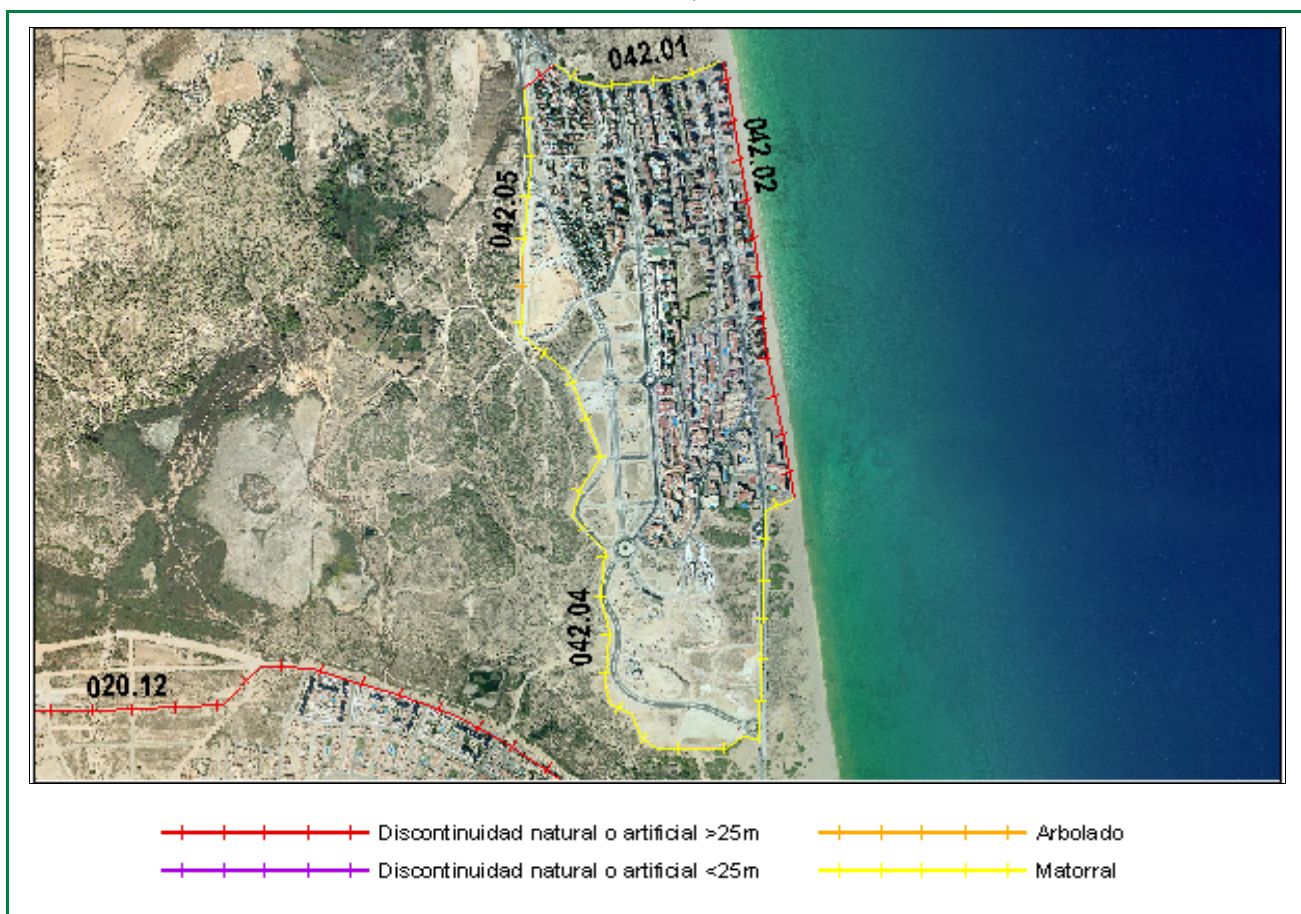 042.01
042.02
042.05
042.04
020.12
Discontinuidad natural o artificial >25m
Arbolado
Discontinuidad natural o artificial <25m
Matorral